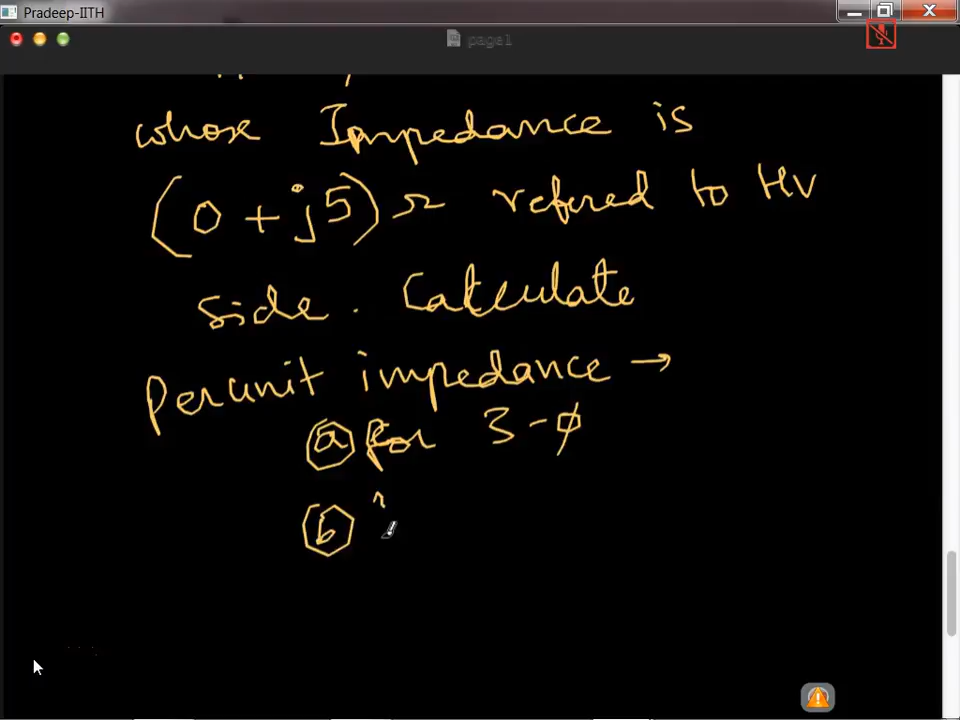 Pradeep-IITH
page1
whose Impedance is
(0 + j5) Ω refered to HV
side. Calculate
Perunit impedance →
(a) for 3-φ
(b)